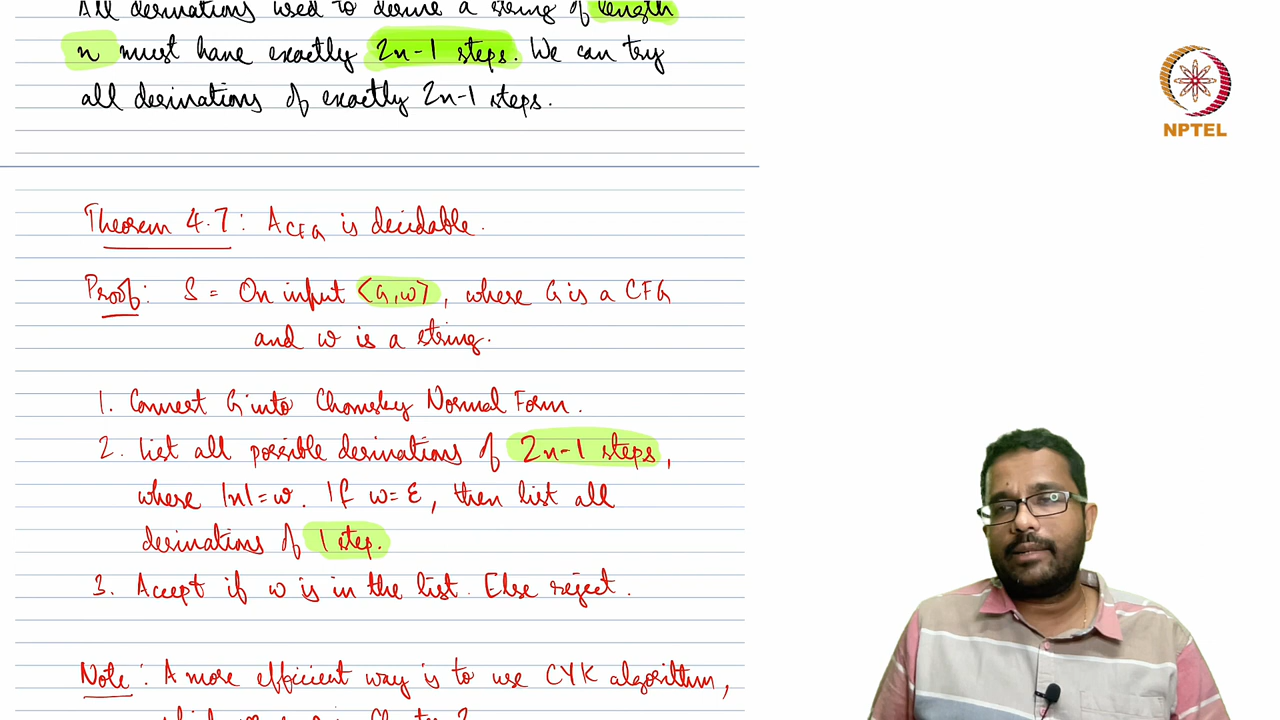 All derivations used to derive a string of length
n must have exactly 2n-1 steps. We can try
all derivations of exactly 2n-1 steps.
NPTEL
Theorem 4.7: A_CFG is decidable.
Proof: S = On input <G,w>, where G is a CFG
and w is a string.
1. Convert G into Chomsky Normal Form.
2. List all possible derivations of 2n-1 steps,
where |n|=w. If w=ε, then list all
derivations of 1 step.
3. Accept if w is in the list. Else reject.
Note: A more efficient way is to use CYK algorithm,